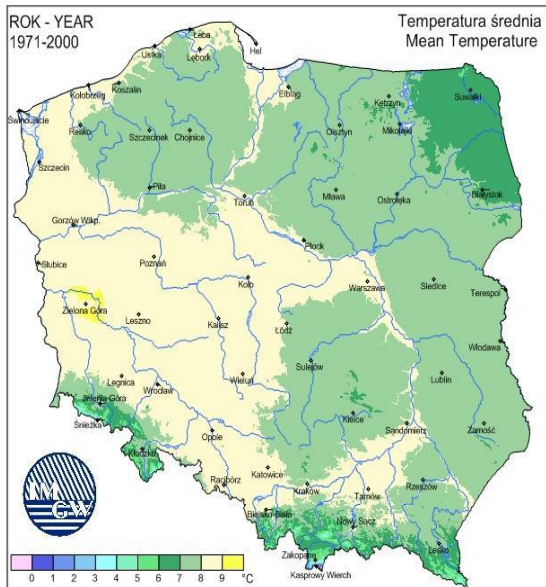 ROK - YEAR
1971-2000
Temperatura średnia
Mean Temperature
Łeba
Hel
Ustka
Lębork
Koszalin
Kołobrzeg
Elbląg
Kętrzyn
Suwałki
Świnoujście
Resko
Szczecinek
Chojnice
Olsztyn
Mikołajki
Szczecin
Piła
Białystok
Toruń
Mława
Ostrołęka
Gorzów Wlkp.
Płock
Słubice
Poznań
Koło
Warszawa
Siedlce
Terespol
Zielona Góra
Leszno
Kalisz
Łódź
Włodawa
Sulejów
Legnica
Wrocław
Wieluń
Lublin
Jelenia Góra
Śnieżka
Kielce
Opole
Sandomierz
Zamość
Kłodzko
Katowice
Racibórz
Kraków
Tarnów
Rzeszów
Bielsko-Biała
Nowy Sącz
Lesko
Zakopane
Kasprowy Wierch
IM
GW
0 1 2 3 4 5 6 7 8 9 °C